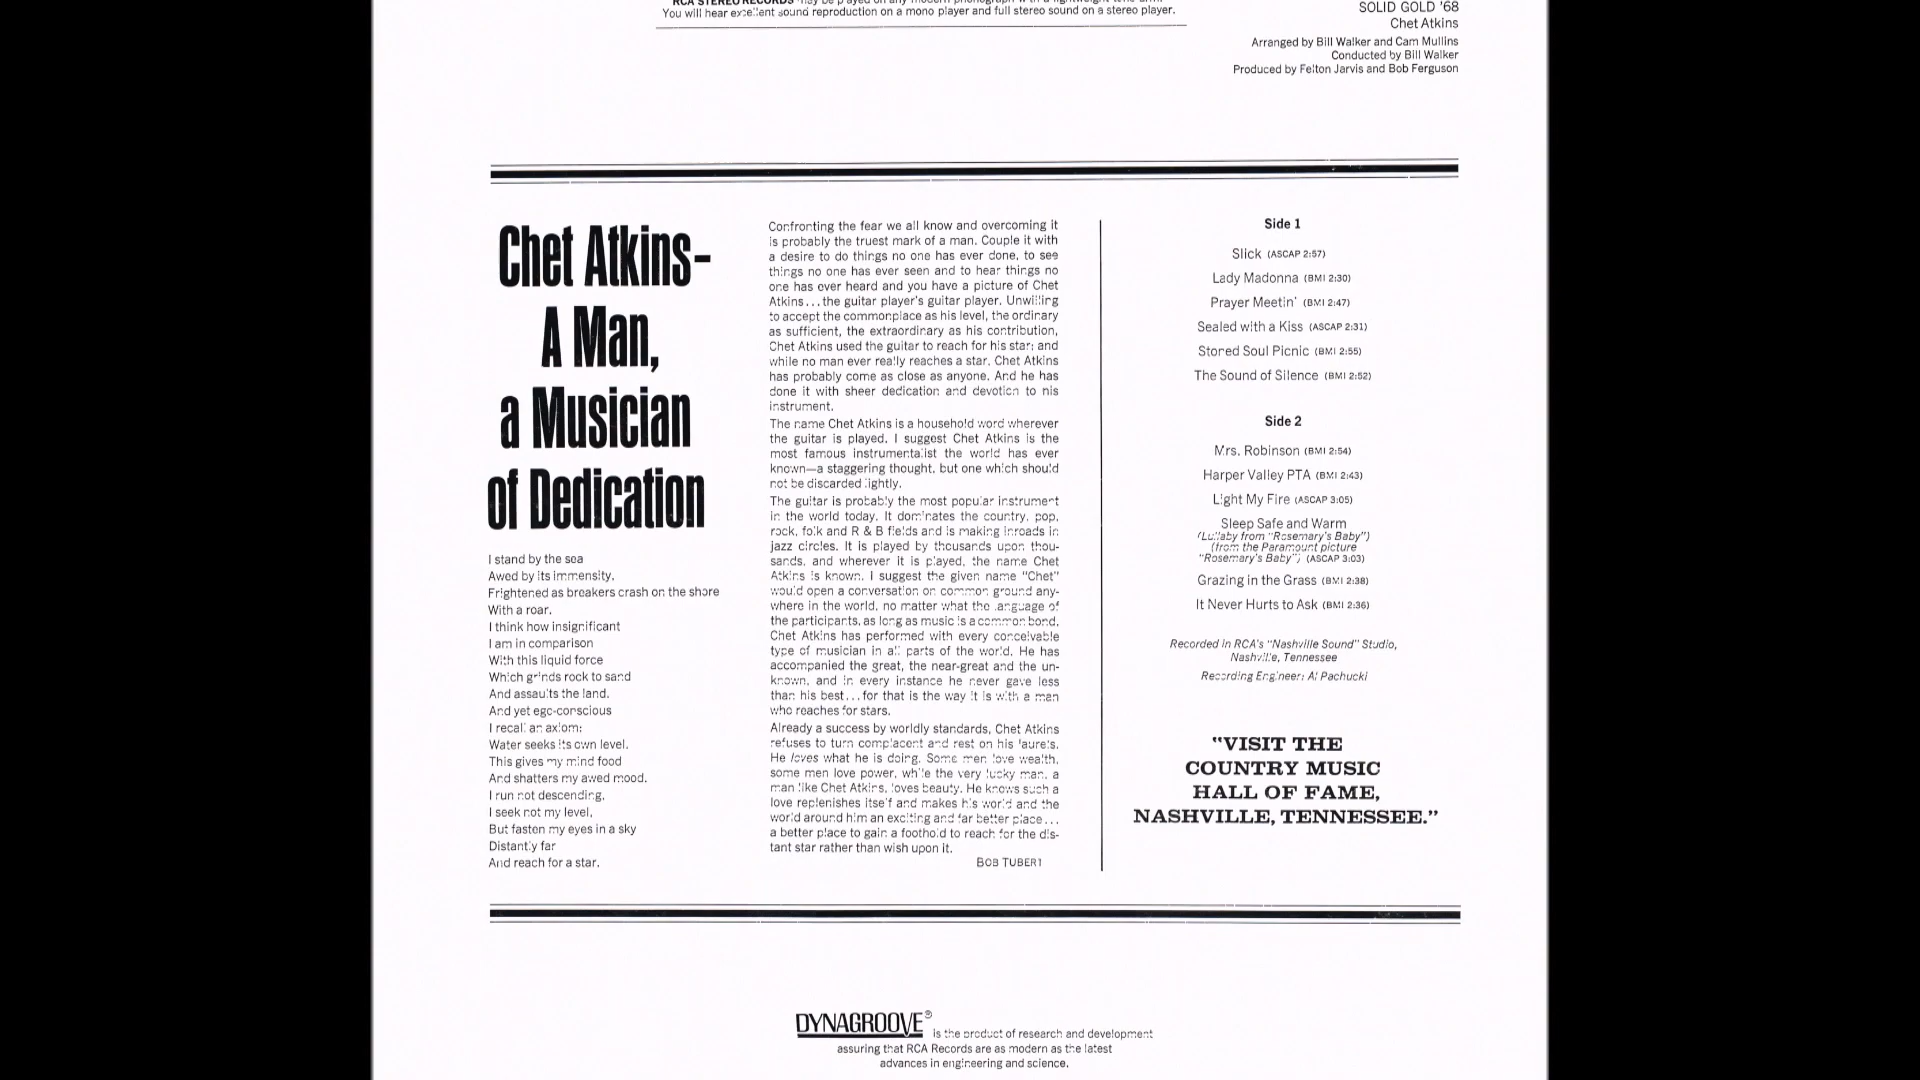 RCA STEREO RECORDS may be played on any modern phonograph with a lightweight tone arm.
You will hear excellent sound reproduction on a mono player and full stereo sound on a stereo player.
SOLID GOLD '68
Chet Atkins
Arranged by Bill Walker and Cam Mullins
Conducted by Bill Walker
Produced by Felton Jarvis and Bob Ferguson
Chet Atkins–
A Man,
a Musician
of Dedication
I stand by the sea
Awed by its immensity,
Frightened as breakers crash on the shore
With a roar.
I think how insignificant
I am in comparison
With this liquid force
Which grinds rock to sand
And assaults the land.
And yet ego-conscious
I recall an axiom:
Water seeks its own level.
This gives my mind food
And shatters my awed mood.
I run not descending,
I seek not my level,
But fasten my eyes in a sky
Distantly far
And reach for a star.
Confronting the fear we all know and overcoming it
is probably the truest mark of a man. Couple it with
a desire to do things no one has ever done, to see
things no one has ever seen and to hear things no
one has ever heard and you have a picture of Chet
Atkins...the guitar player's guitar player. Unwilling
to accept the commonplace as his level, the ordinary
as sufficient, the extraordinary as his contribution,
Chet Atkins used the guitar to reach for his star; and
while no man ever really reaches a star, Chet Atkins
has probably come as close as anyone. And he has
done it with sheer dedication and devotion to his
instrument.
The name Chet Atkins is a household word wherever
the guitar is played. I suggest Chet Atkins is the
most famous instrumentalist the world has ever
known—a staggering thought, but one which should
not be discarded lightly.
The guitar is probably the most popular instrument
in the world today. It dominates the country, pop,
rock, folk and R & B fields and is making inroads in
jazz circles. It is played by thousands upon thou-
sands, and wherever it is played, the name Chet
Atkins is known. I suggest the given name "Chet"
would open a conversation on common ground any-
where in the world, no matter what the language of
the participants, as long as music is a common bond.
Chet Atkins has performed with every conceivable
type of musician in all parts of the world. He has
accompanied the great, the near-great and the un-
known, and in every instance he never gave less
than his best...for that is the way it is with a man
who reaches for stars.
Already a success by worldly standards, Chet Atkins
refuses to turn complacent and rest on his laurels.
He loves what he is doing. Some men love wealth,
some men love power, while the very lucky man, a
man like Chet Atkins, loves beauty. He knows such a
love replenishes itself and makes his world and the
world around him an exciting and far better place...
a better place to gain a foothold to reach for the dis-
tant star rather than wish upon it.
BOB TUBERT
Side 1
Slick (ASCAP 2:57)
Lady Madonna (BMI 2:30)
Prayer Meetin' (BMI 2:47)
Sealed with a Kiss (ASCAP 2:31)
Stoned Soul Picnic (BMI 2:55)
The Sound of Silence (BMI 2:52)
Side 2
Mrs. Robinson (BMI 2:54)
Harper Valley PTA (BMI 2:43)
Light My Fire (ASCAP 3:05)
Sleep Safe and Warm
(Lullaby from "Rosemary's Baby")
(from the Paramount picture
"Rosemary's Baby") (ASCAP 3:03)
Grazing in the Grass (BMI 2:38)
It Never Hurts to Ask (BMI 2:36)
Recorded in RCA's "Nashville Sound" Studio,
Nashville, Tennessee
Recording Engineer: Al Pachucki
"VISIT THE
COUNTRY MUSIC
HALL OF FAME,
NASHVILLE, TENNESSEE."
DYNAGROOVE® is the product of research and development
assuring that RCA Records are as modern as the latest
advances in engineering and science.